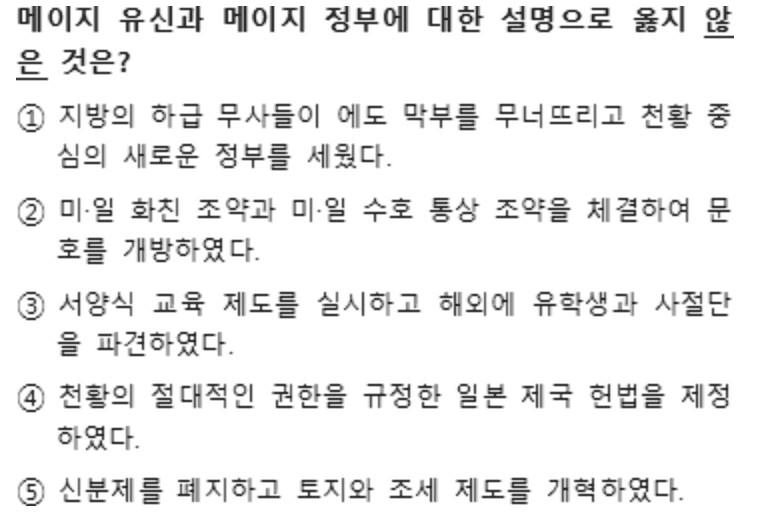 메이지 유신과 메이지 정부에 대한 설명으로 옳지 않
은 것은?
① 지방의 하급 무사들이 에도 막부를 무너뜨리고 천황 중
심의 새로운 정부를 세웠다.
② 미·일 화친 조약과 미·일 수호 통상 조약을 체결하여 문
호를 개방하였다.
③ 서양식 교육 제도를 실시하고 해외에 유학생과 사절단
을 파견하였다.
④ 천황의 절대적인 권한을 규정한 일본 제국 헌법을 제정
하였다.
⑤ 신분제를 폐지하고 토지와 조세 제도를 개혁하였다.